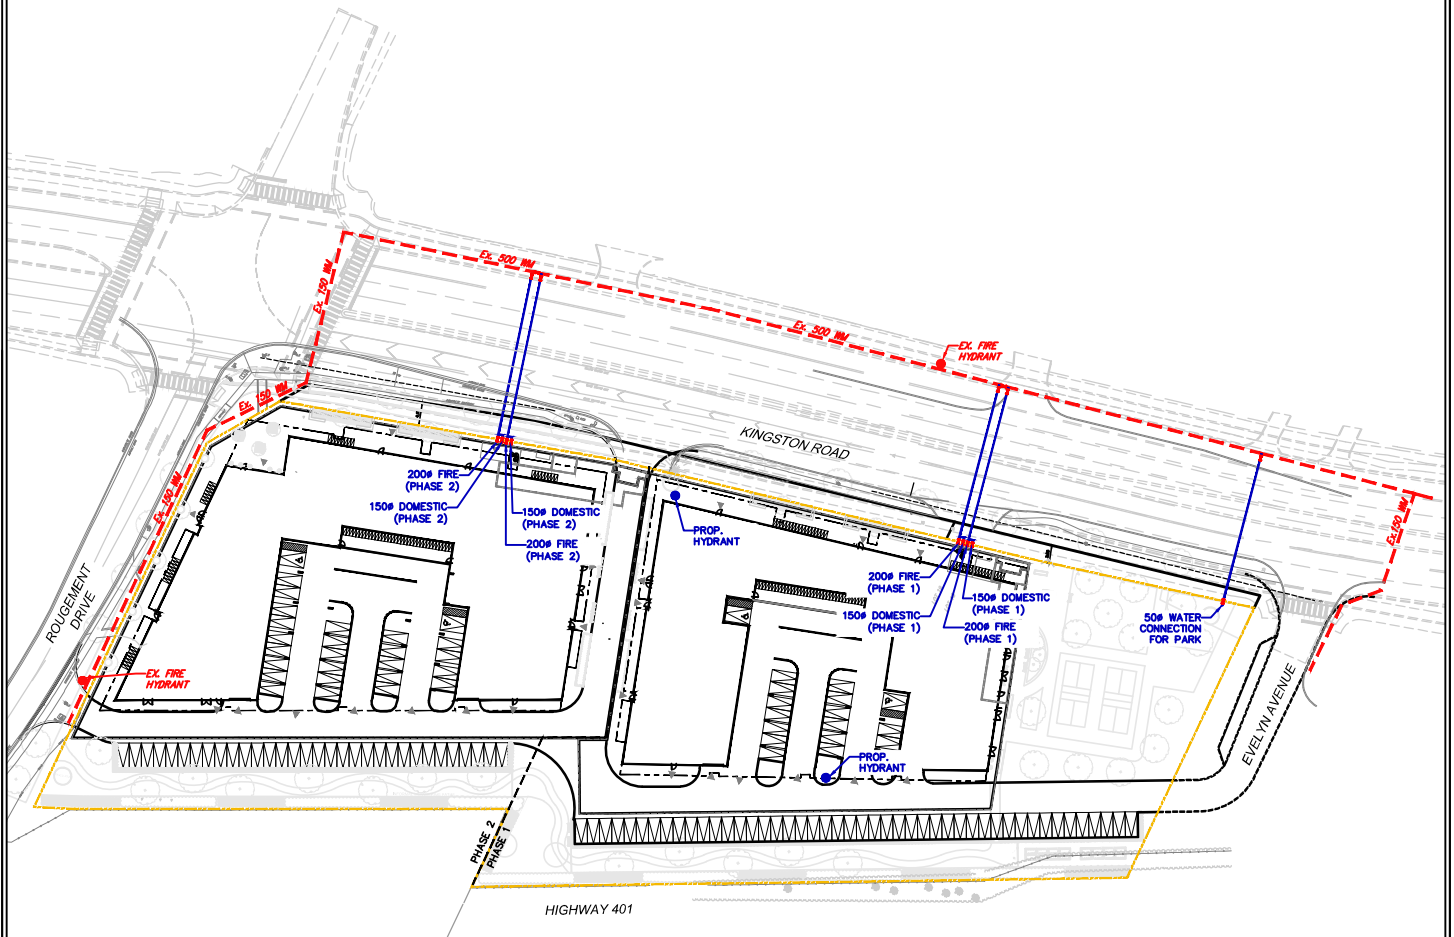 Ex. 500 WM
Ex. 150 WM
Ex. 500 WM
EX. FIRE
HYDRANT
Ex. 150 WM
KINGSTON ROAD
200ø FIRE
(PHASE 2)
150ø DOMESTIC
(PHASE 2)
150ø DOMESTIC
(PHASE 2)
200ø FIRE
(PHASE 2)
Ex. 150 WM
PROP.
HYDRANT
Ex.150 WM
200ø FIRE
(PHASE 1)
150ø DOMESTIC
(PHASE 1)
150ø DOMESTIC
(PHASE 1)
200ø FIRE
(PHASE 1)
50ø WATER
CONNECTION
FOR PARK
ROUGEMENT
DRIVE
EX. FIRE
HYDRANT
EVELYN AVENUE
PROP.
HYDRANT
PHASE 2
PHASE 1
HIGHWAY 401